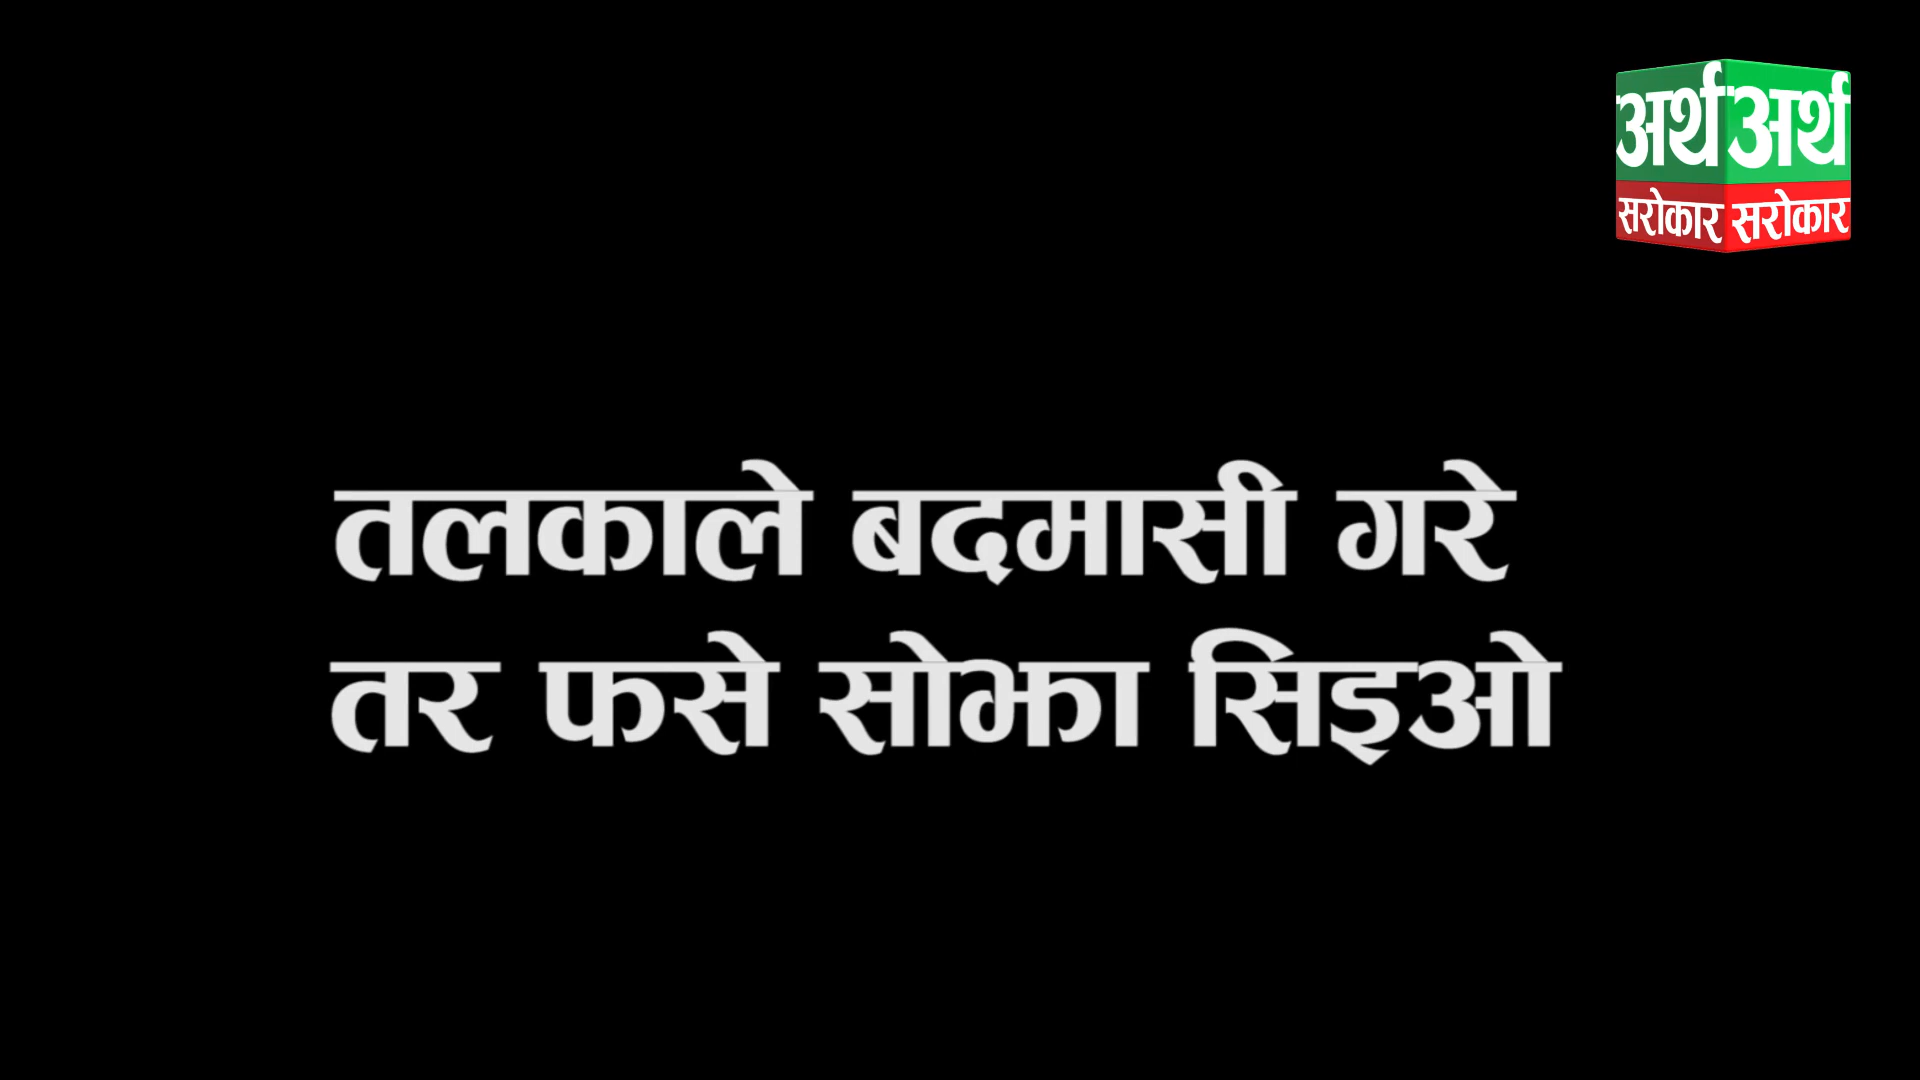 अर्थ अर्थ
सरोकार सरोकार
तलकाले बदमासी गरे
तर फसे सोझा सिइओ